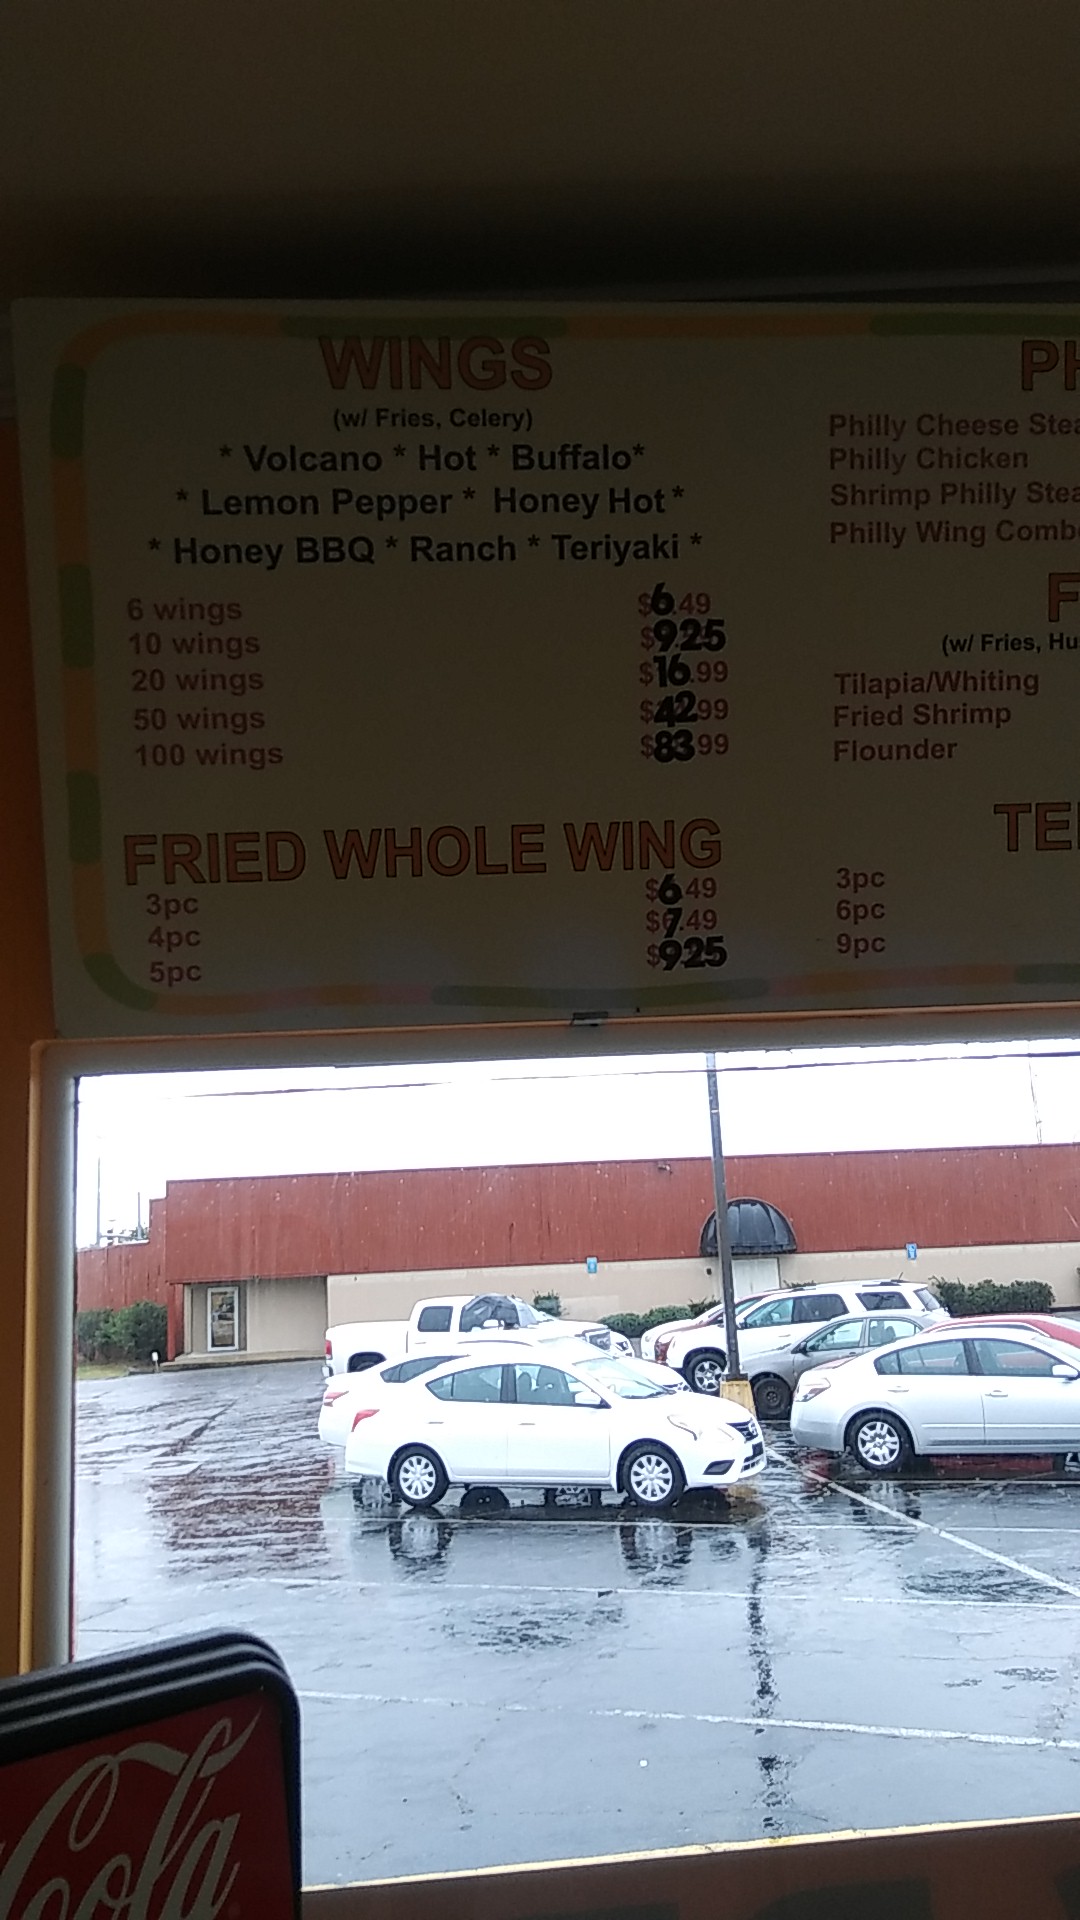 WINGS
(w/ Fries, Celery)
* Volcano * Hot * Buffalo*
* Lemon Pepper * Honey Hot *
* Honey BBQ * Ranch * Teriyaki *
6 wings $6.49
10 wings $9.25
20 wings $16.99
50 wings $42.99
100 wings $83.99
FRIED WHOLE WING
3pc $6.49
4pc $7.49
5pc $9.25
PH
Philly Cheese Stea
Philly Chicken
Shrimp Philly Stea
Philly Wing Comb
F
(w/ Fries, Hu
Tilapia/Whiting
Fried Shrimp
Flounder
TE
3pc
6pc
9pc
Cola